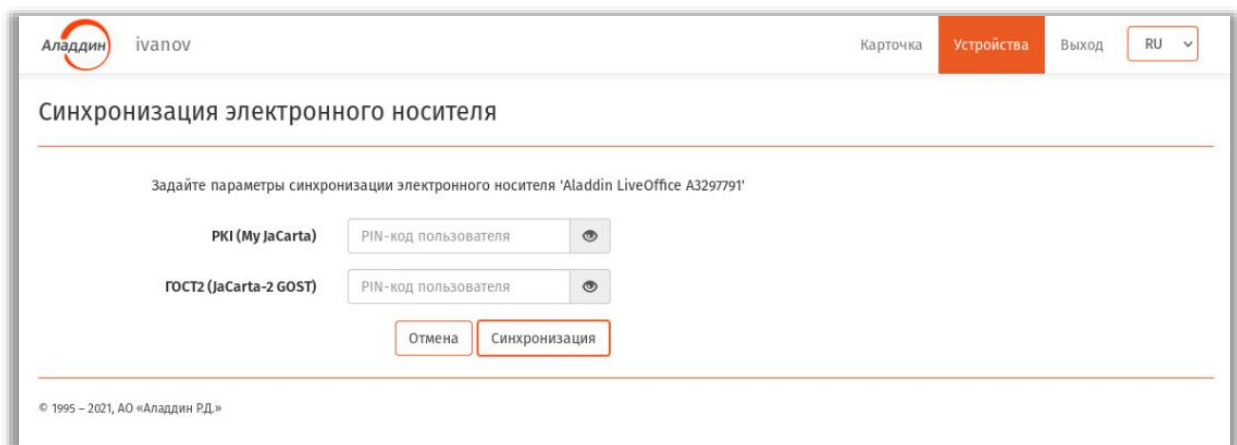 Аладдин ivanov Карточка Устройства Выход RU
Синхронизация электронного носителя
Задайте параметры синхронизации электронного носителя 'Aladdin LiveOffice A3297791'
PKI (My JaCarta) PIN-код пользователя
ГОСТ2 (JaCarta-2 GOST) PIN-код пользователя
Отмена Синхронизация
© 1995 – 2021, АО «Аладдин Р.Д.»